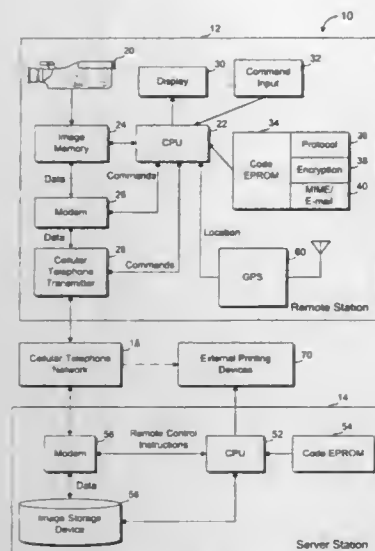 10
12
20
30
32
Display
Command
Input
24
22
34
Image
Memory
CPU
Code
EPROM
Protocol
36
Encryption
38
MIME/
E-mail
40
Data
Commands
26
Modem
Data
28
Location
Cellular
Telephone
Transmitter
Commands
60
GPS
Remote Station
18
70
Cellular Telephone
Network
External Printing
Devices
14
56
Remote Control
Instructions
52
54
Modem
CPU
Code EPROM
Data
Image Storage
Device
Server Station